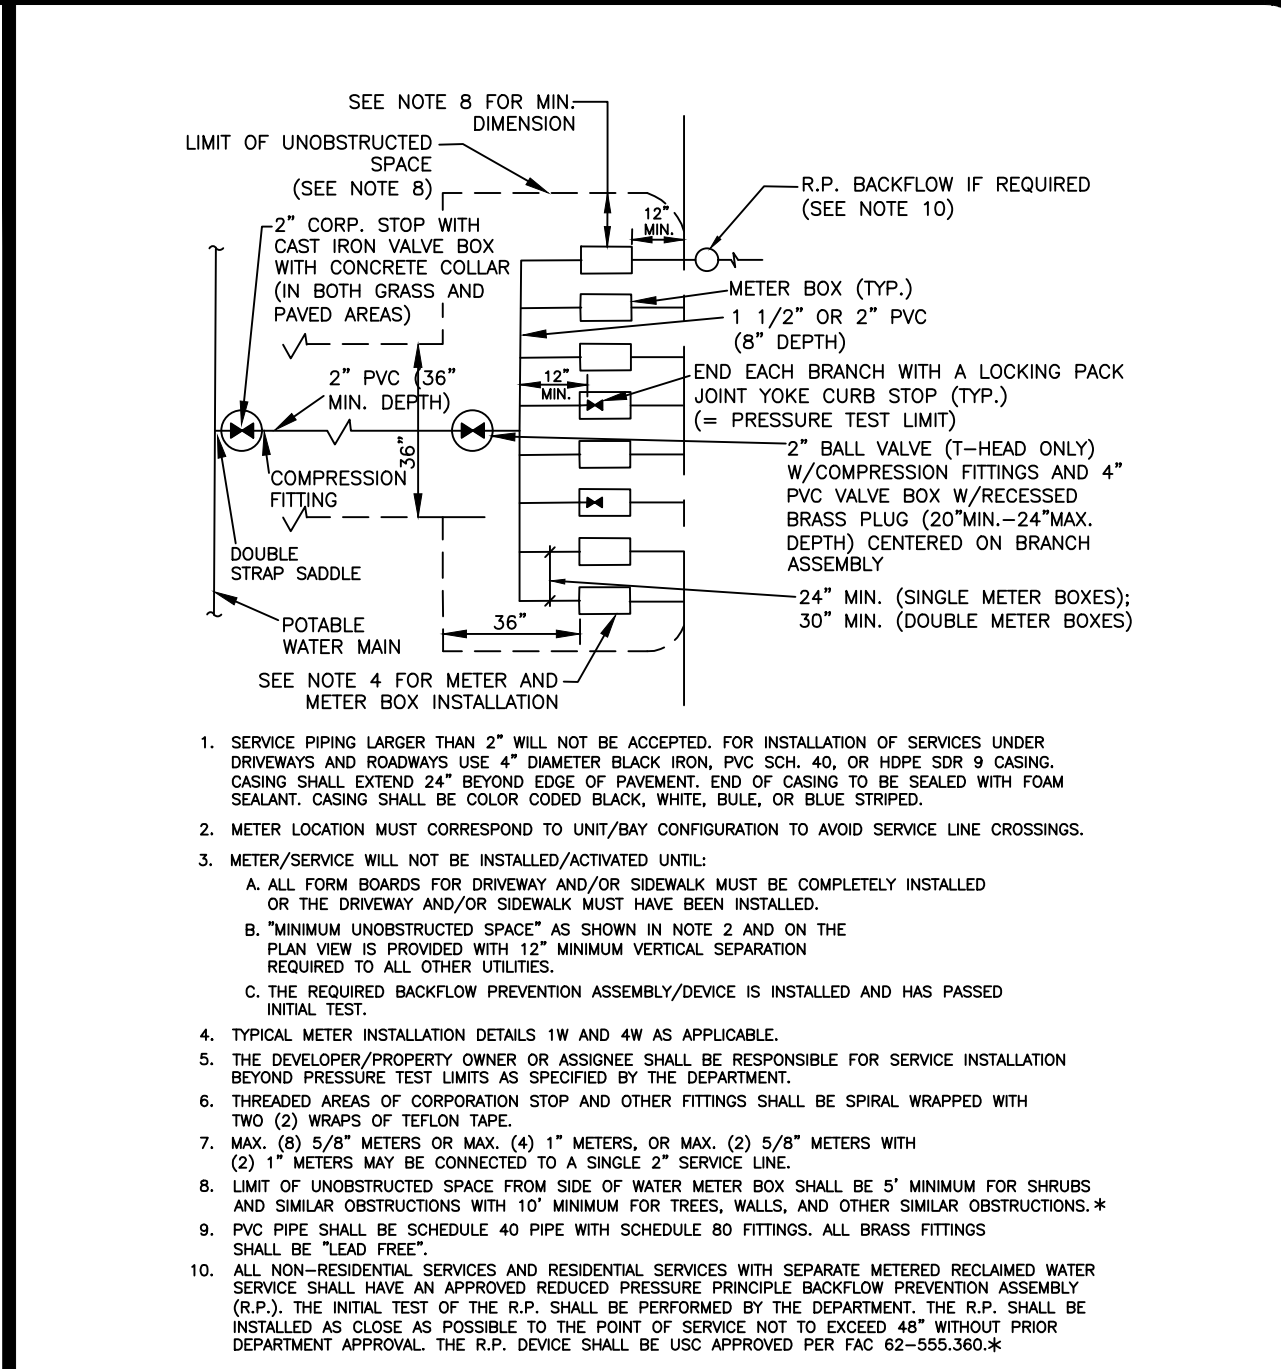 SEE NOTE 8 FOR MIN.
DIMENSION
LIMIT OF UNOBSTRUCTED
SPACE
(SEE NOTE 8)
R.P. BACKFLOW IF REQUIRED
(SEE NOTE 10)
12"
MIN.
2" CORP. STOP WITH
CAST IRON VALVE BOX
WITH CONCRETE COLLAR
(IN BOTH GRASS AND
PAVED AREAS)
METER BOX (TYP.)
1 1/2" OR 2" PVC
(8" DEPTH)
2" PVC (36"
MIN. DEPTH)
12"
MIN.
END EACH BRANCH WITH A LOCKING PACK
JOINT YOKE CURB STOP (TYP.)
(= PRESSURE TEST LIMIT)
36"
2" BALL VALVE (T-HEAD ONLY)
W/COMPRESSION FITTINGS AND 4"
PVC VALVE BOX W/RECESSED
BRASS PLUG (20"MIN.-24"MAX.
DEPTH) CENTERED ON BRANCH
ASSEMBLY
COMPRESSION
FITTING
DOUBLE
STRAP SADDLE
24" MIN. (SINGLE METER BOXES);
30" MIN. (DOUBLE METER BOXES)
POTABLE
WATER MAIN
36"
SEE NOTE 4 FOR METER AND
METER BOX INSTALLATION
1. SERVICE PIPING LARGER THAN 2" WILL NOT BE ACCEPTED. FOR INSTALLATION OF SERVICES UNDER
DRIVEWAYS AND ROADWAYS USE 4" DIAMETER BLACK IRON, PVC SCH. 40, OR HDPE SDR 9 CASING.
CASING SHALL EXTEND 24" BEYOND EDGE OF PAVEMENT. END OF CASING TO BE SEALED WITH FOAM
SEALANT. CASING SHALL BE COLOR CODED BLACK, WHITE, BULE, OR BLUE STRIPED.
2. METER LOCATION MUST CORRESPOND TO UNIT/BAY CONFIGURATION TO AVOID SERVICE LINE CROSSINGS.
3. METER/SERVICE WILL NOT BE INSTALLED/ACTIVATED UNTIL:
A. ALL FORM BOARDS FOR DRIVEWAY AND/OR SIDEWALK MUST BE COMPLETELY INSTALLED
OR THE DRIVEWAY AND/OR SIDEWALK MUST HAVE BEEN INSTALLED.
B. "MINIMUM UNOBSTRUCTED SPACE" AS SHOWN IN NOTE 2 AND ON THE
PLAN VIEW IS PROVIDED WITH 12" MINIMUM VERTICAL SEPARATION
REQUIRED TO ALL OTHER UTILITIES.
C. THE REQUIRED BACKFLOW PREVENTION ASSEMBLY/DEVICE IS INSTALLED AND HAS PASSED
INITIAL TEST.
4. TYPICAL METER INSTALLATION DETAILS 1W AND 4W AS APPLICABLE.
5. THE DEVELOPER/PROPERTY OWNER OR ASSIGNEE SHALL BE RESPONSIBLE FOR SERVICE INSTALLATION
BEYOND PRESSURE TEST LIMITS AS SPECIFIED BY THE DEPARTMENT.
6. THREADED AREAS OF CORPORATION STOP AND OTHER FITTINGS SHALL BE SPIRAL WRAPPED WITH
TWO (2) WRAPS OF TEFLON TAPE.
7. MAX. (8) 5/8" METERS OR MAX. (4) 1" METERS, OR MAX. (2) 5/8" METERS WITH
(2) 1" METERS MAY BE CONNECTED TO A SINGLE 2" SERVICE LINE.
8. LIMIT OF UNOBSTRUCTED SPACE FROM SIDE OF WATER METER BOX SHALL BE 5' MINIMUM FOR SHRUBS
AND SIMILAR OBSTRUCTIONS WITH 10' MINIMUM FOR TREES, WALLS, AND OTHER SIMILAR OBSTRUCTIONS.*
9. PVC PIPE SHALL BE SCHEDULE 40 PIPE WITH SCHEDULE 80 FITTINGS. ALL BRASS FITTINGS
SHALL BE "LEAD FREE".
10. ALL NON-RESIDENTIAL SERVICES AND RESIDENTIAL SERVICES WITH SEPARATE METERED RECLAIMED WATER
SERVICE SHALL HAVE AN APPROVED REDUCED PRESSURE PRINCIPLE BACKFLOW PREVENTION ASSEMBLY
(R.P.). THE INITIAL TEST OF THE R.P. SHALL BE PERFORMED BY THE DEPARTMENT. THE R.P. SHALL BE
INSTALLED AS CLOSE AS POSSIBLE TO THE POINT OF SERVICE NOT TO EXCEED 48" WITHOUT PRIOR
DEPARTMENT APPROVAL. THE R.P. DEVICE SHALL BE USC APPROVED PER FAC 62-555.360.*